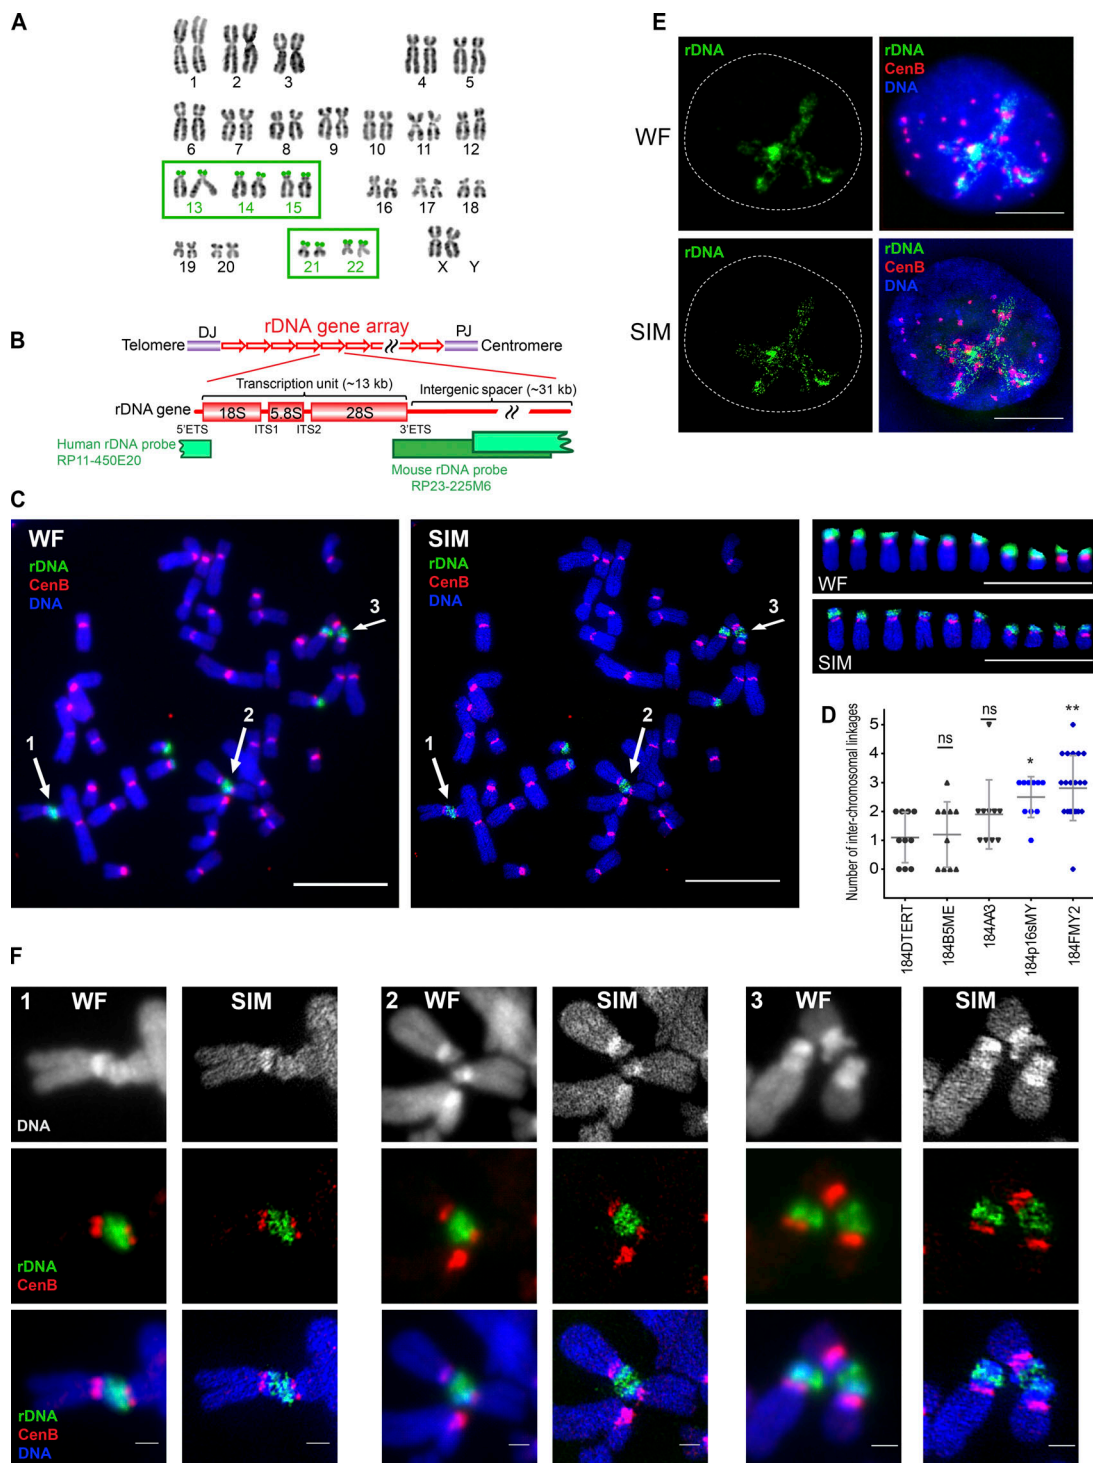 A
1 2 3 4 5
6 7 8 9 10 11 12
13 14 15 16 17 18
19 20 21 22 X Y
B
DJ rDNA gene array PJ
Telomere Centromere
Transcription unit (~13 kb) Intergenic spacer (~31 kb)
rDNA gene 18S 5.8S 28S
5'ETS ITS1 ITS2 3'ETS
Human rDNA probe
RP11-450E20
Mouse rDNA probe
RP23-225M6
E
rDNA
rDNA
CenB
DNA
WF
rDNA
rDNA
CenB
DNA
SIM
C
WF
rDNA
CenB
DNA
1
2
3
SIM
rDNA
CenB
DNA
1
2
3
WF
SIM
D
Number of inter-chromosomal linkages
5
4
3
2
1
0
ns
ns
*
**
184DTERT
184B5ME
184AA3
184p16sMY
184FMY2
F
1 WF SIM 2 WF SIM 3 WF SIM
DNA
rDNA
CenB
rDNA
CenB
DNA